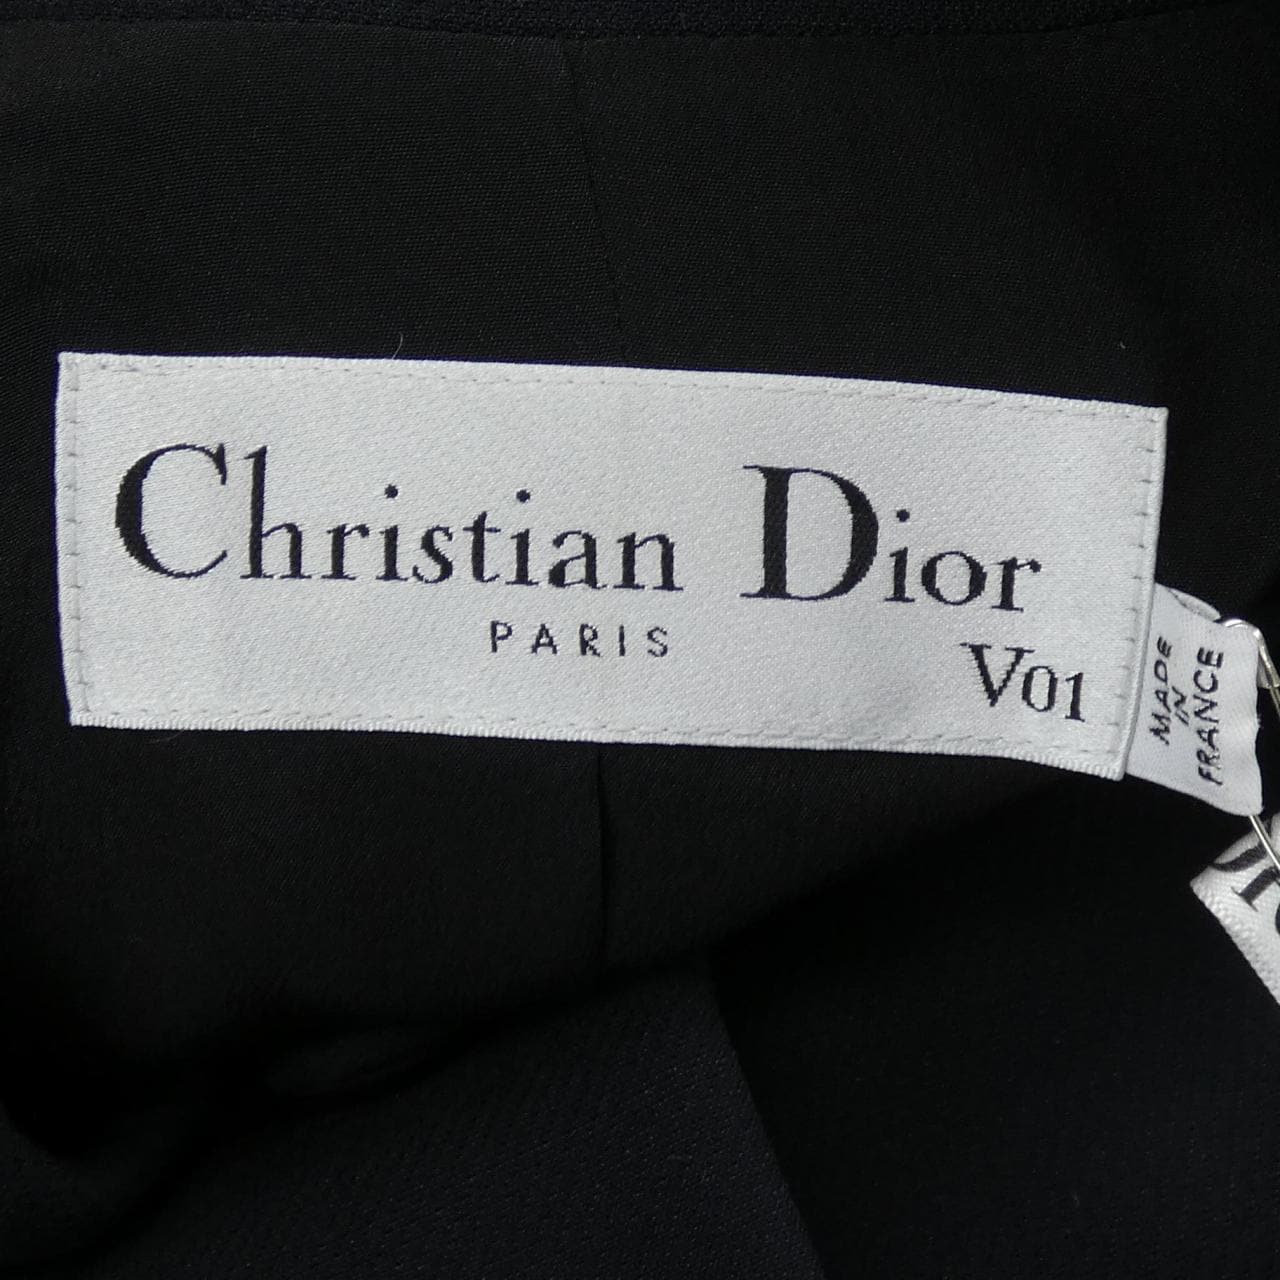 Christian Dior
PARIS
V01
MADE
IN
FRANCE